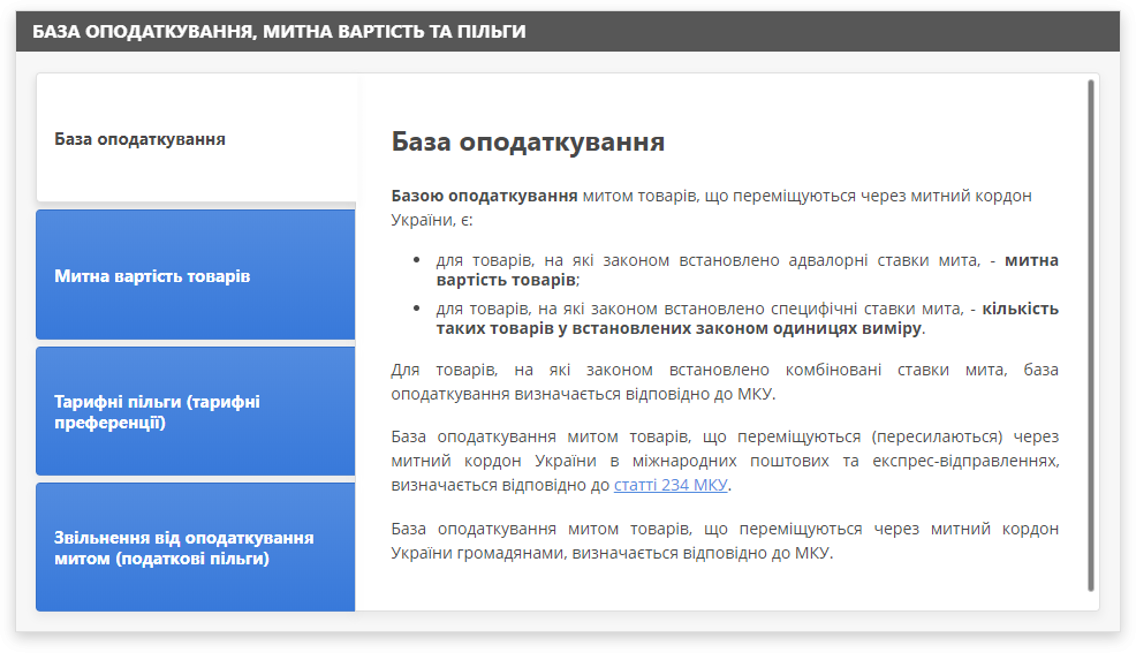 БАЗА ОПОДАТКУВАННЯ, МИТНА ВАРТІСТЬ ТА ПІЛЬГИ
База оподаткування
Митна вартість товарів
Тарифні пільги (тарифні
преференції)
Звільнення від оподаткування
митом (податкові пільги)
База оподаткування
Базою оподаткування митом товарів, що переміщуються через митний кордон
України, є:
• для товарів, на які законом встановлено адвалорні ставки мита, - митна
вартість товарів;
• для товарів, на які законом встановлено специфічні ставки мита, - кількість
таких товарів у встановлених законом одиницях виміру.
Для товарів, на які законом встановлено комбіновані ставки мита, база
оподаткування визначається відповідно до МКУ.
База оподаткування митом товарів, що переміщуються (пересилаються) через
митний кордон України в міжнародних поштових та експрес-відправленнях,
визначається відповідно до статті 234 МКУ.
База оподаткування митом товарів, що переміщуються через митний кордон
України громадянами, визначається відповідно до МКУ.